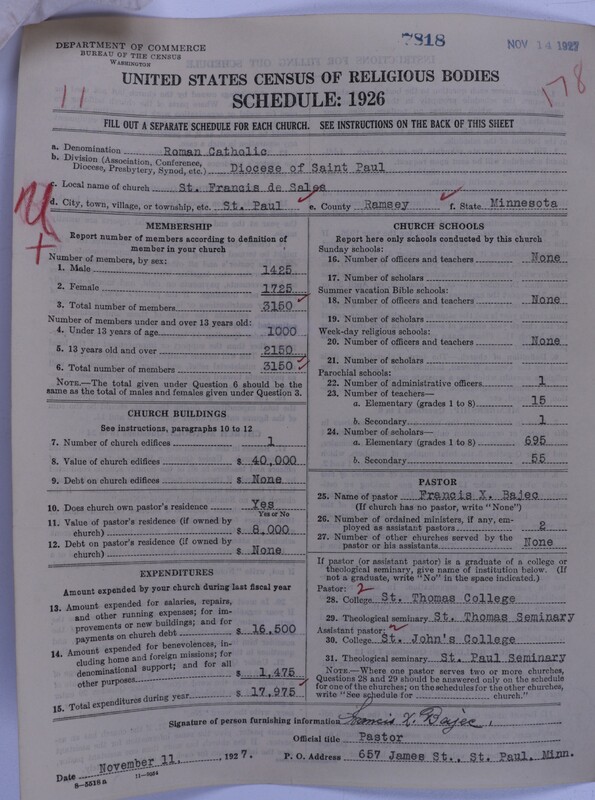 DEPARTMENT OF COMMERCE
BUREAU OF THE CENSUS
WASHINGTON
7818
NOV 14 1927
UNITED STATES CENSUS OF RELIGIOUS BODIES
SCHEDULE: 1926
11
178
FILL OUT A SEPARATE SCHEDULE FOR EACH CHURCH. SEE INSTRUCTIONS ON THE BACK OF THIS SHEET
a. Denomination Roman Catholic
b. Division (Association, Conference, Diocese, Presbytery, Synod, etc.) Diocese of Saint Paul
c. Local name of church St. Francis de Sales
d. City, town, village, or township, etc. St. Paul e. County Ramsey f. State Minnesota
MEMBERSHIP
Report number of members according to definition of
member in your church
Number of members, by sex:
1. Male 1425
2. Female 1725
3. Total number of members 3150
Number of members under and over 13 years old:
4. Under 13 years of age 1000
5. 13 years old and over 2150
6. Total number of members 3150
NOTE.—The total given under Question 6 should be
same as the total of males and females given under Question 3.
CHURCH BUILDINGS
See instructions, paragraphs 10 to 12
7. Number of church edifices 1
8. Value of church edifices $ 40,000
9. Debt on church edifices $ None
10. Does church own pastor's residence? Yes
Yes or No
11. Value of pastor's residence (if owned by
church) $ 8,000
12. Debt on pastor's residence (if owned by
church) $ None
EXPENDITURES
Amount expended by your church during last fiscal year
13. Amount expended for salaries, repairs,
and other running expenses; for im-
provements or new buildings; and for
payments on church debt $ 16,500
14. Amount expended for benevolences, in-
cluding home and foreign missions; for
denominational support; and for all
other purposes $ 1,475
15. Total expenditures during year $ 17,975
CHURCH SCHOOLS
Report here only schools conducted by this church
Sunday schools:
16. Number of officers and teachers None
17. Number of scholars
Summer vacation Bible schools:
18. Number of officers and teachers None
19. Number of scholars
Week-day religious schools:
20. Number of officers and teachers None
21. Number of scholars
Parochial schools:
22. Number of administrative officers 1
23. Number of teachers—
a. Elementary (grades 1 to 8) 15
b. Secondary 1
24. Number of scholars—
a. Elementary (grades 1 to 8) 695
b. Secondary 55
PASTOR
25. Name of pastor Francis X. Bajec
(If church has no pastor, write "None")
26. Number of ordained ministers, if any, em-
ployed as assistant pastors 2
27. Number of other churches served by the
pastor or his assistants None
If pastor (or assistant pastor) is a graduate of a college or
theological seminary, give name of institution below. (If
not a graduate, write "No" in the space indicated.)
Pastor: 2
28. College St. Thomas College
29. Theological seminary St. Thomas Seminary
Assistant pastor: 2
30. College St. John's College
31. Theological seminary St. Paul Seminary
NOTE.—Where one pastor serves two or more churches,
Questions 28 and 29 should be answered only on the schedule
for one of the churches; on the schedules for the other churches,
write "See schedule for church."
Signature of person furnishing information Francis X. Bajec,
Official title Pastor
Date November 11, 1927. P. O. Address 657 James St., St. Paul, Minn.
8—5518a 11—9264